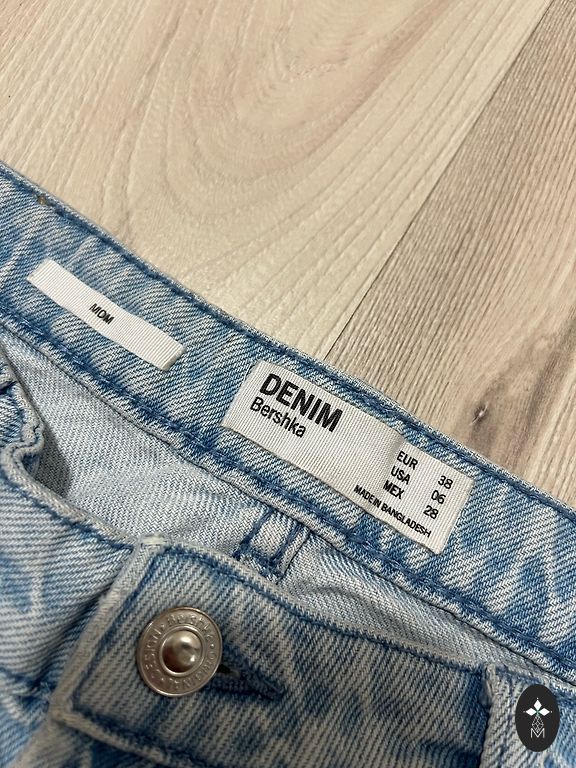 MOM
DENIM
Bershka
EUR 38
USA 06
MEX 28
MADE IN BANGLADESH
M